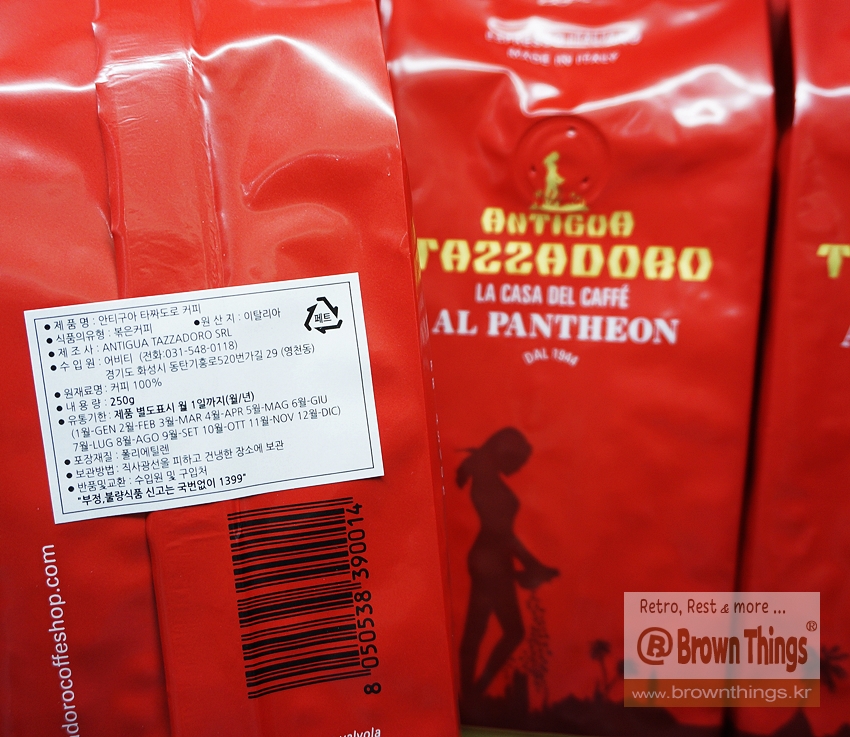 • 제 품 명 : 안티구아 타짜도로 커피
• 식품의유형 : 볶은커피 • 원 산 지 : 이탈리아
• 제 조 사 : ANTIGUA TAZZADORO SRL
• 수 입 원 : 어비티 (전화:031-548-0118)
경기도 화성시 동탄기흥로520번가길 29 (영천동)
• 원재료명 : 커피 100%
• 내 용 량 : 250g
• 유통기한 : 제품 별도표시 월 1일까지(월/년)
(1월-GEN 2월-FEB 3월-MAR 4월-APR 5월-MAG 6월-GIU
7월-LUG 8월-AGO 9월-SET 10월-OTT 11월-NOV 12월-DIC)
• 포장재질 : 폴리에틸렌
• 보관방법 : 직사광선을 피하고 건냉한 장소에 보관
• 반품및교환 : 수입원 및 구입처
"부정,불량식품 신고는 국번없이 1399"
페트
8 050538 390014
adorocoffeshop.com
valvola
MADE IN ITALY
ANTIGUA
TAZZADORO
LA CASA DEL CAFFÉ
AL PANTHEON
DAL 1944
T
A
Retro, Rest & more ...
® Brown Things®
www.brownthings.kr